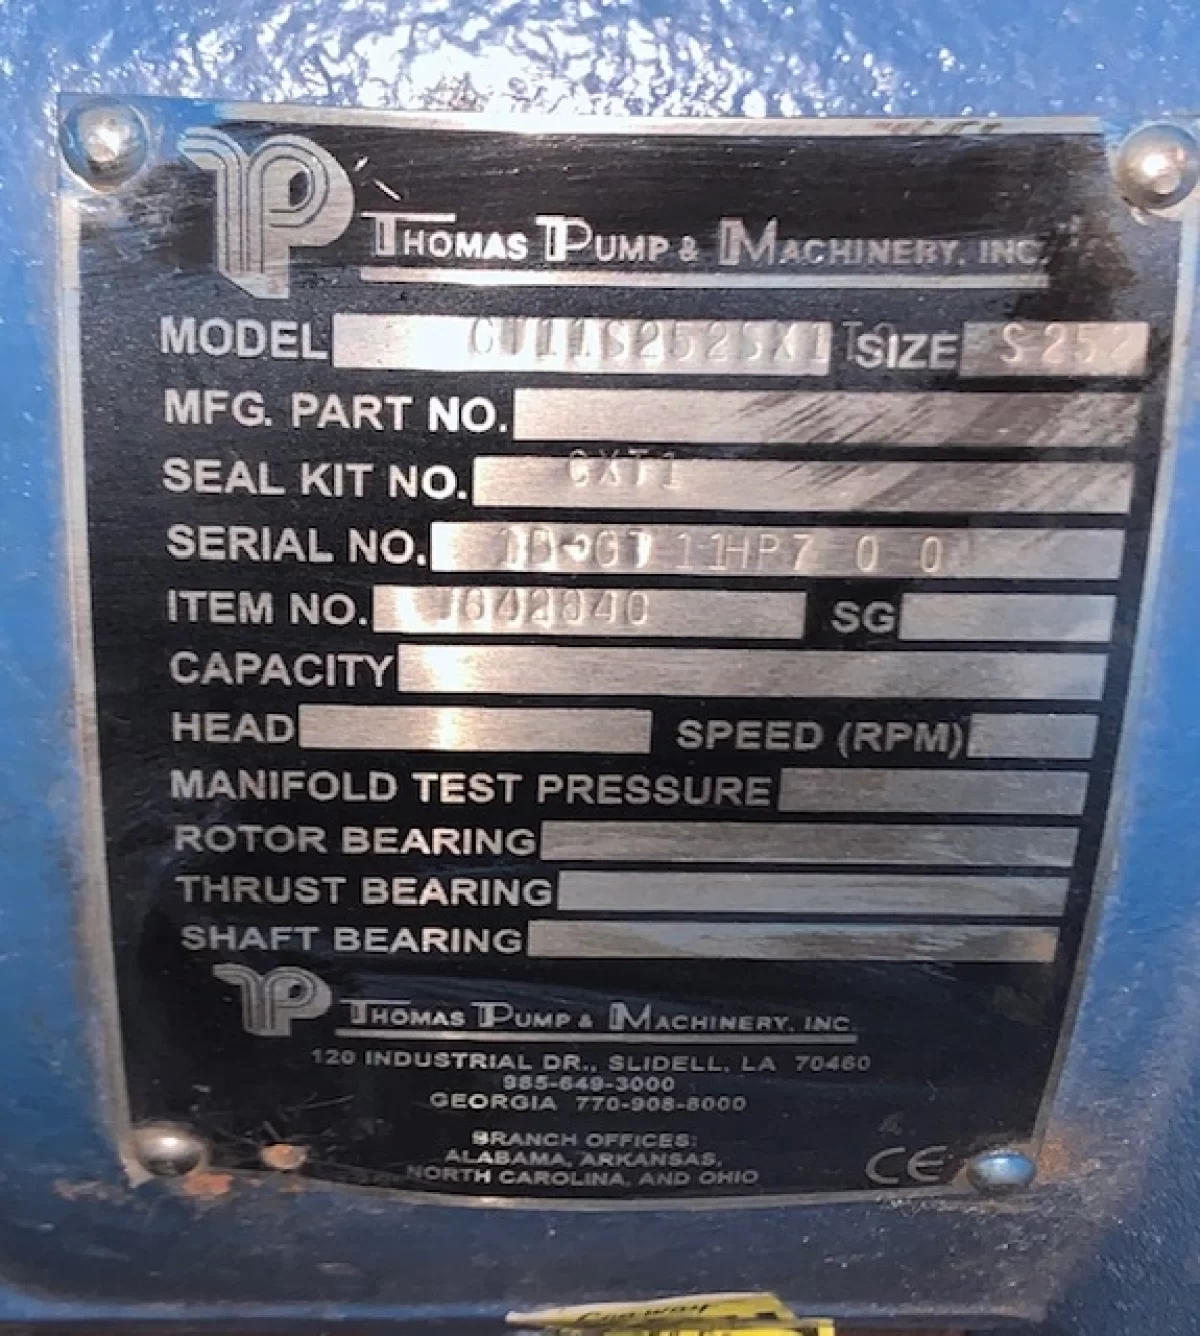 TP THOMAS PUMP & MACHINERY, INC.
MODEL SIZE S252
MFG. PART NO.
SEAL KIT NO. CXT1
SERIAL NO.
ITEM NO. SG
CAPACITY
HEAD SPEED (RPM)
MANIFOLD TEST PRESSURE
ROTOR BEARING
THRUST BEARING
SHAFT BEARING
TP THOMAS PUMP & MACHINERY, INC.
120 INDUSTRIAL DR., SLIDELL, LA 70460
985-649-3000
GEORGIA 770-908-8000
BRANCH OFFICES:
ALABAMA, ARKANSAS,
NORTH CAROLINA, AND OHIO
CE